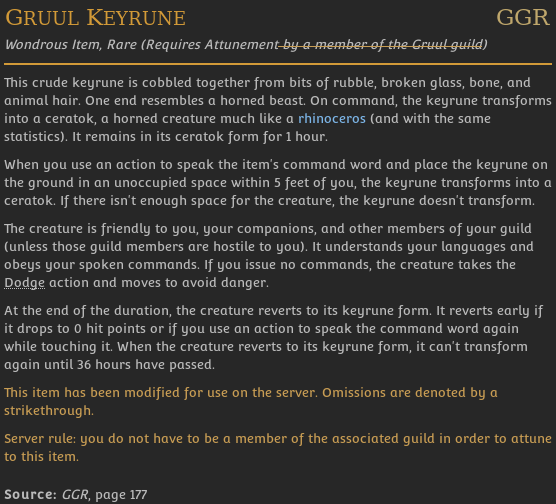 Gruul Keyrune GGR
Wondrous Item, Rare (Requires Attunement by a member of the Gruul guild)
This crude keyrune is cobbled together from bits of rubble, broken glass, bone, and
animal hair. One end resembles a horned beast. On command, the keyrune transforms
into a ceratok, a horned creature much like a rhinoceros (and with the same
statistics). It remains in its ceratok form for 1 hour.
When you use an action to speak the item's command word and place the keyrune on
the ground in an unoccupied space within 5 feet of you, the keyrune transforms into a
ceratok. If there isn't enough space for the creature, the keyrune doesn't transform.
The creature is friendly to you, your companions, and other members of your guild
(unless those guild members are hostile to you). It understands your languages and
obeys your spoken commands. If you issue no commands, the creature takes the
Dodge action and moves to avoid danger.
At the end of the duration, the creature reverts to its keyrune form. It reverts early if
it drops to 0 hit points or if you use an action to speak the command word again
while touching it. When the creature reverts to its keyrune form, it can't transform
again until 36 hours have passed.
This item has been modified for use on the server. Omissions are denoted by a
strikethrough.
Server rule: you do not have to be a member of the associated guild in order to attune
to this item.
Source: GGR, page 177